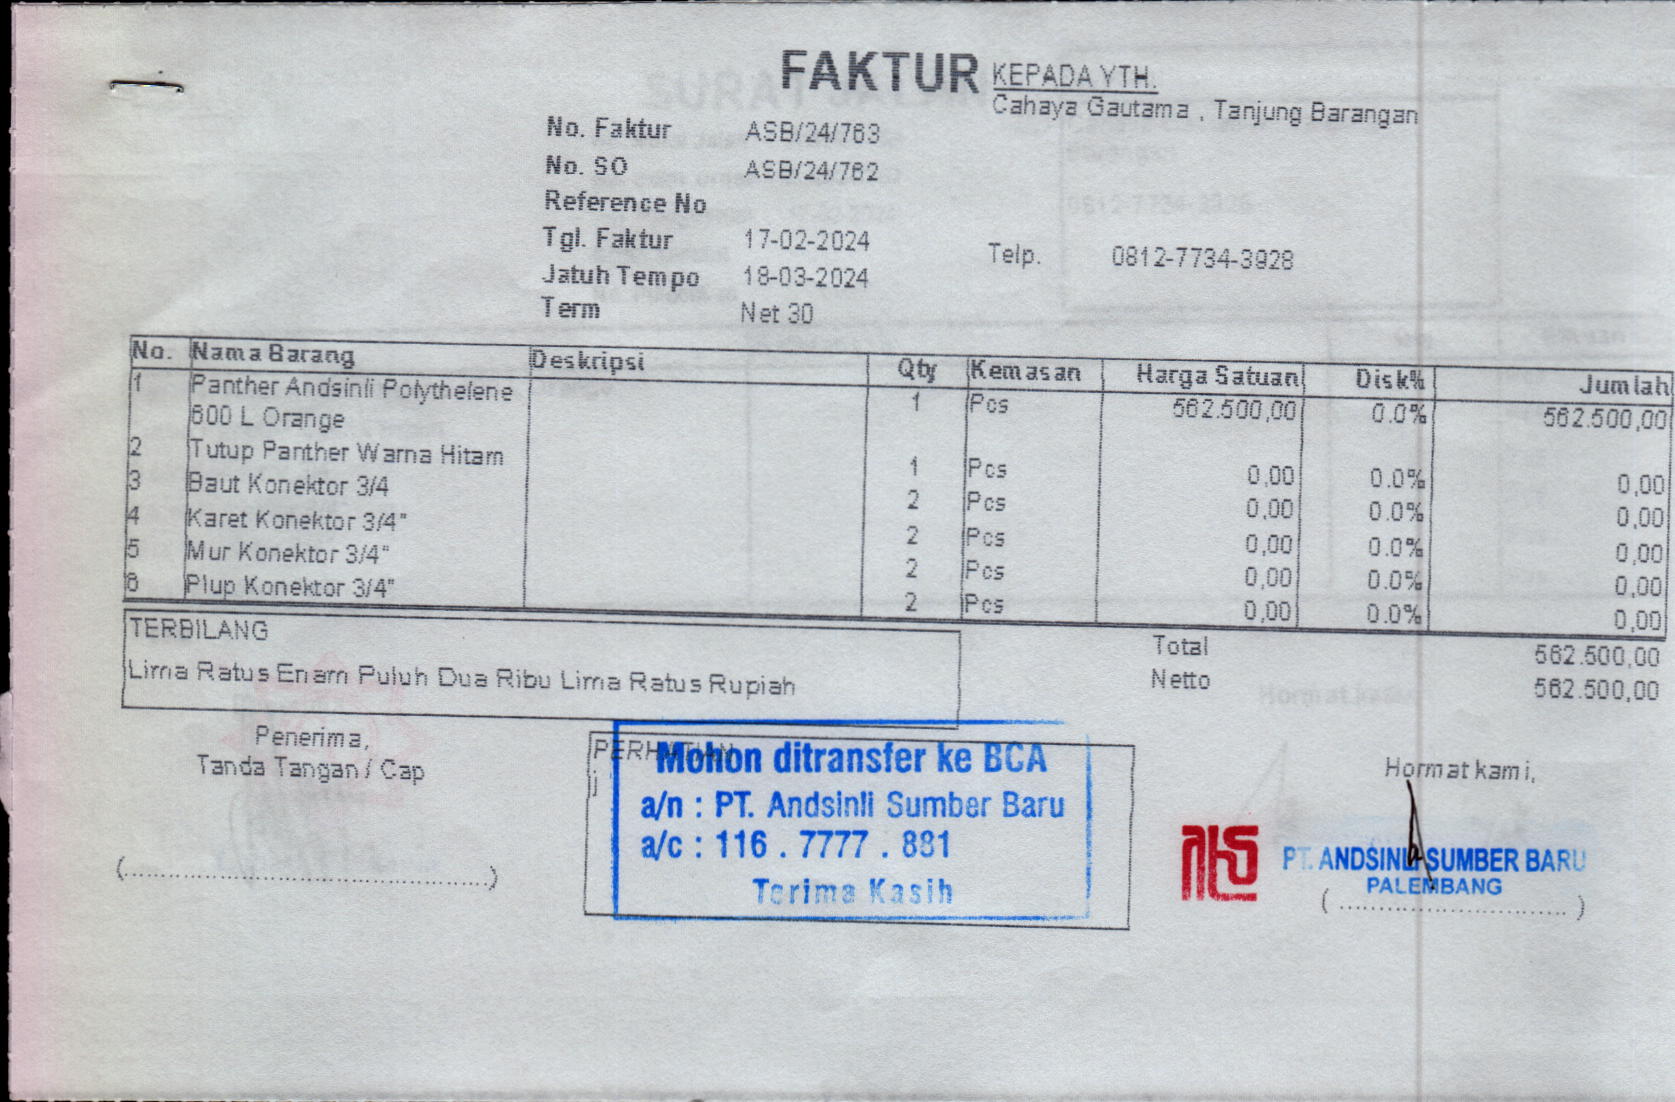 FAKTUR
KEPADA YTH.
Cahaya Gautama , Tanjung Barangan
No. Faktur ASB/24/763
No. SO ASB/24/762
Reference No
Tgl. Faktur 17-02-2024
Telp. 0812-7734-3928
Jatuh Tempo 18-03-2024
Term Net 30
No. Nama Barang Deskripsi Qty Kemasan Harga Satuan Disk% Jumlah
1 Panther Andsinli Polythelene 1 Pcs 562.500,00 0.0% 562.500,00
600 L Orange
2 Tutup Panther Warna Hitam 1 Pcs 0,00 0.0% 0,00
3 Baut Konektor 3/4 2 Pcs 0,00 0.0% 0,00
4 Karet Konektor 3/4" 2 Pcs 0,00 0.0% 0,00
5 Mur Konektor 3/4" 2 Pcs 0,00 0.0% 0,00
6 Plup Konektor 3/4" 2 Pcs 0,00 0.0% 0,00
TERBILANG
Lima Ratus Enam Puluh Dua Ribu Lima Ratus Rupiah
Total 562.500,00
Netto 562.500,00
Penerima,
Tanda Tangan / Cap
(..................................................)
PERHATIAN
j
Mohon ditransfer ke BCA
a/n : PT. Andsinli Sumber Baru
a/c : 116 . 7777 . 881
Terima Kasih
Hormat kami,
PT. ANDSINLI SUMBER BARU
PALEMBANG
( ................................ )